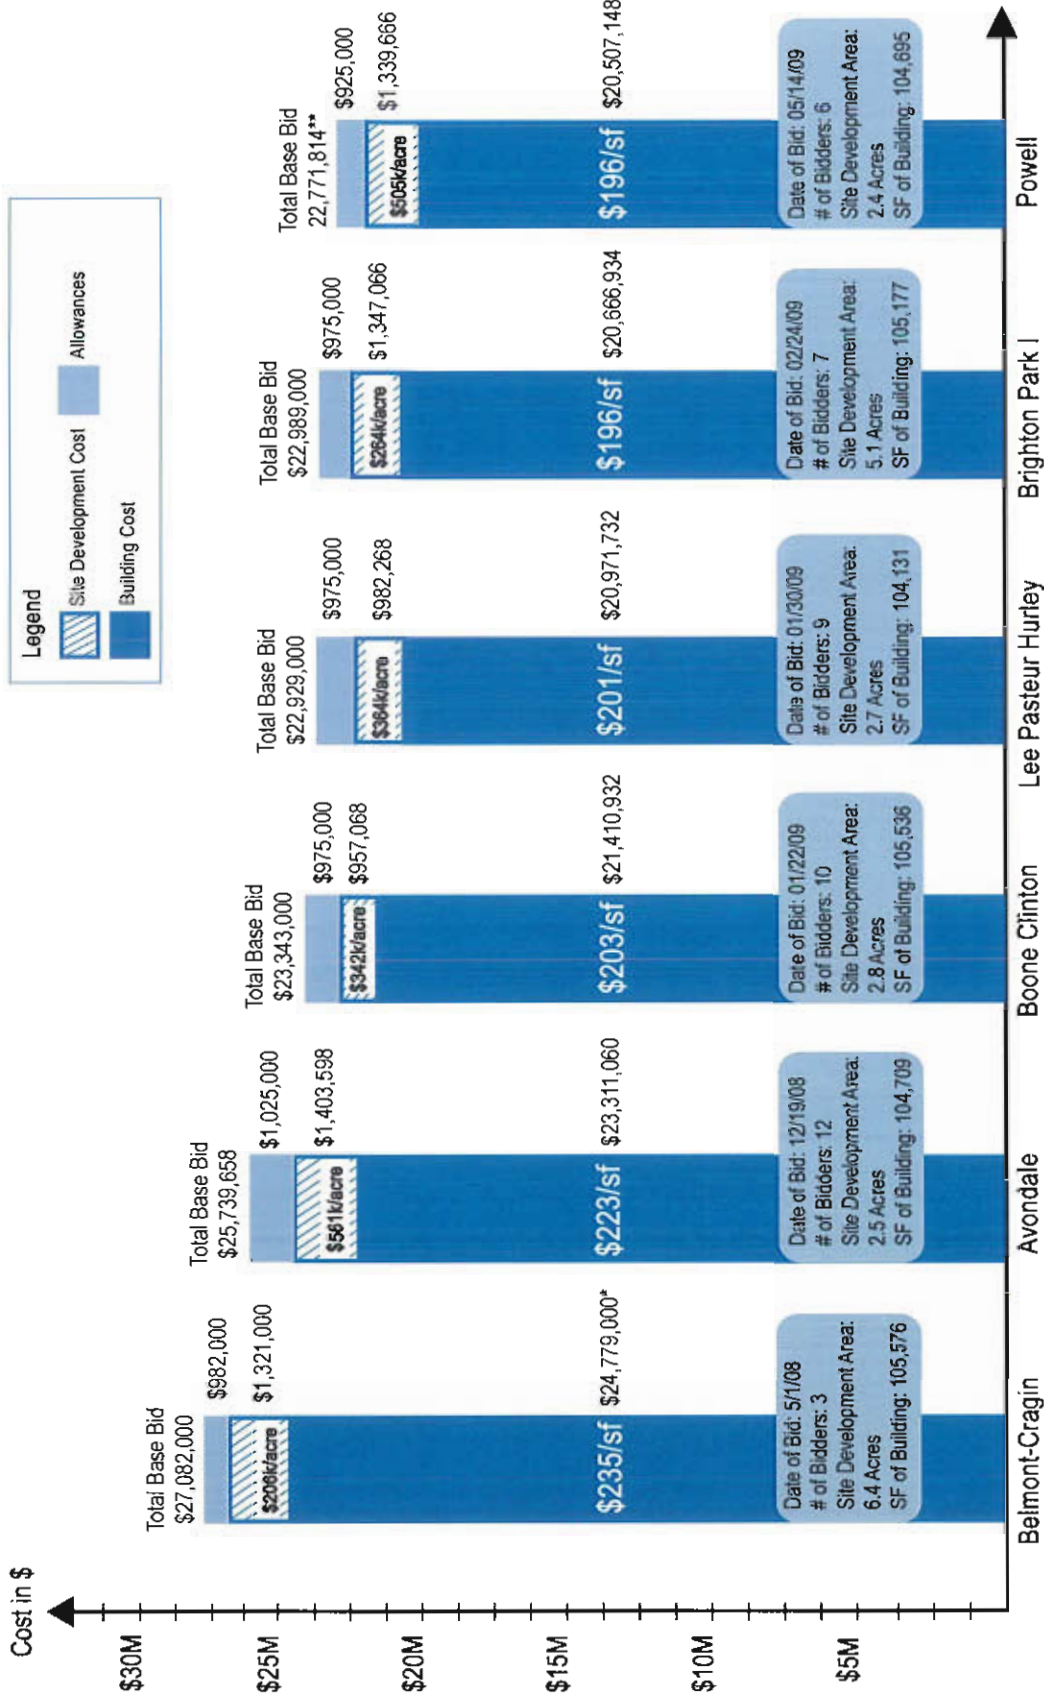 Cost in $
$30M
$25M
$20M
$15M
$10M
$5M
Legend
Site Development Cost
Allowances
Building Cost
Total Base Bid
$27,082,000
$982,000
$1,321,000
$206k/acre
$235/sf
$24,779,000*
Date of Bid: 5/1/08
# of Bidders: 3
Site Development Area:
6.4 Acres
SF of Building: 105,576
Belmont-Cragin
Total Base Bid
$25,739,658
$1,025,000
$1,403,598
$561k/acre
$223/sf
$23,311,060
Date of Bid: 12/19/08
# of Bidders: 12
Site Development Area:
2.5 Acres
SF of Building: 104,709
Avondale
Total Base Bid
$23,343,000
$975,000
$957,068
$342k/acre
$203/sf
$21,410,932
Date of Bid: 01/22/09
# of Bidders: 10
Site Development Area:
2.8 Acres
SF of Building: 105,536
Boone Clinton
Total Base Bid
$22,929,000
$975,000
$982,268
$364k/acre
$201/sf
$20,971,732
Date of Bid: 01/30/09
# of Bidders: 9
Site Development Area:
2.7 Acres
SF of Building: 104,131
Lee Pasteur Hurley
Total Base Bid
$22,989,000
$975,000
$1,347,066
$264k/acre
$196/sf
$20,666,934
Date of Bid: 02/24/09
# of Bidders: 7
Site Development Area:
5.1 Acres
SF of Building: 105,177
Brighton Park I
Total Base Bid
22,771,814**
$925,000
$1,339,666
$505k/acre
$196/sf
$20,507,148
Date of Bid: 05/14/09
# of Bidders: 6
Site Development Area:
2.4 Acres
SF of Building: 104,695
Powell